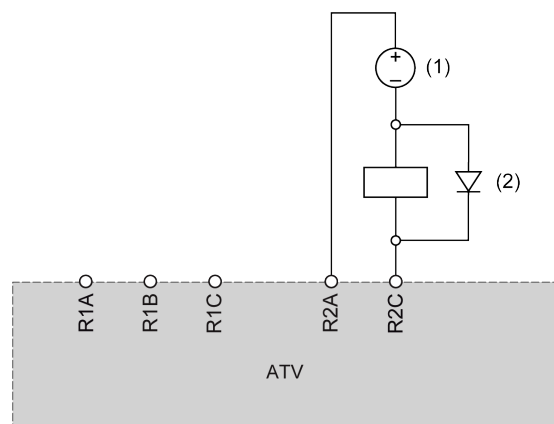 +
(1)
−
(2)
R1A
R1B
R1C
R2A
R2C
ATV